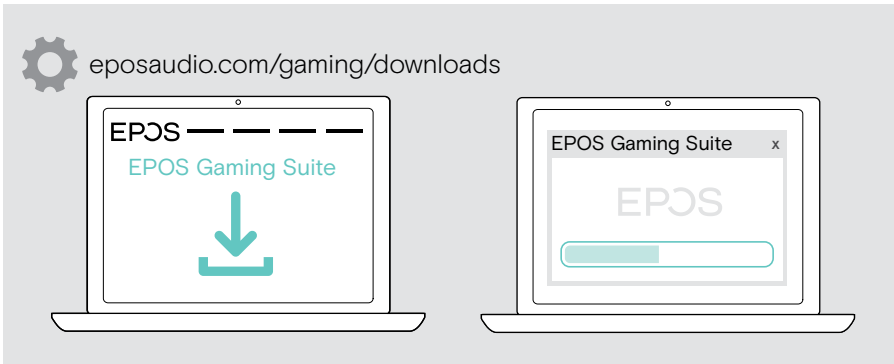 eposaudio.com/gaming/downloads
EPOS
EPOS Gaming Suite
EPOS Gaming Suite x
EPOS